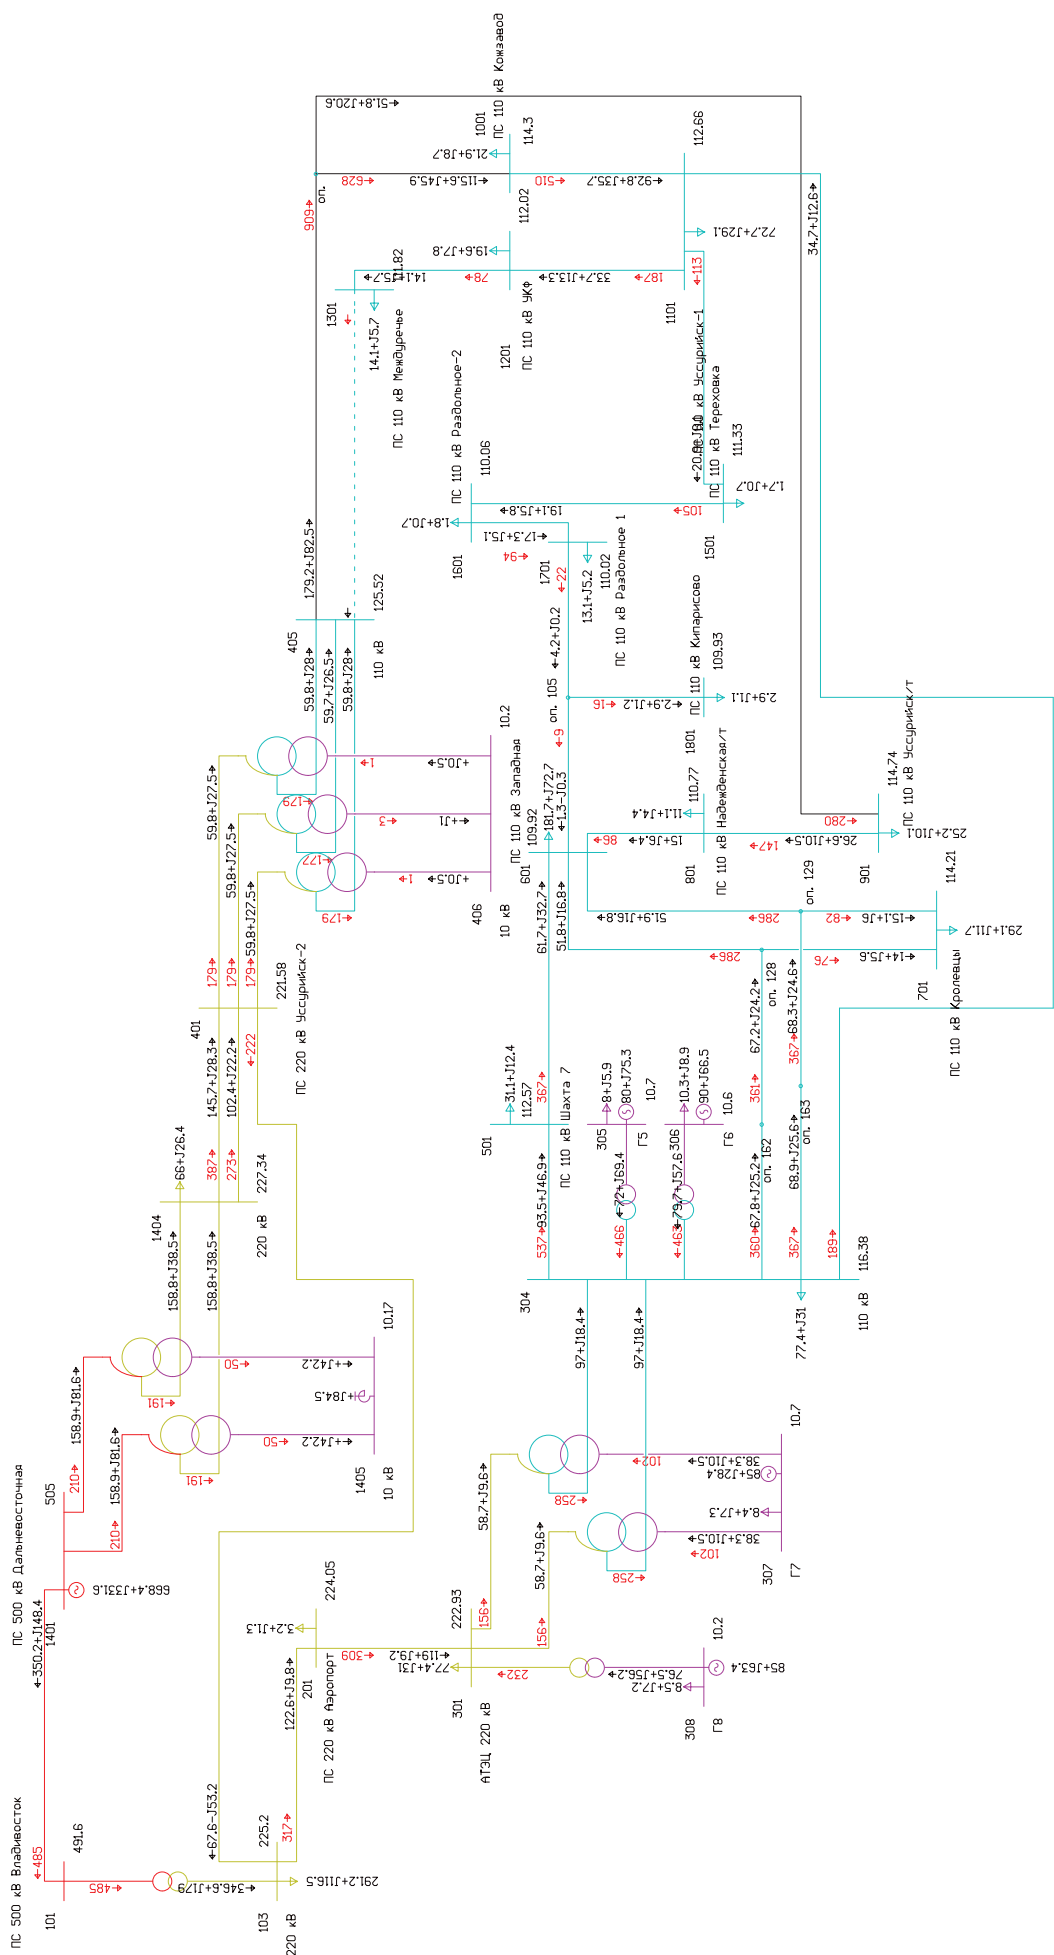 ПС 500 кВ Владивосток
101
491.6
←485
←485
346.6+J179→
103
220 кВ
225.2
291.2+J116.5
317→
←67.6-J53.2
←350.2+J148.4
ПС 500 кВ Дальневосточная
1401
505
668.4+J331.6
210→
210→
158.9+J81.6→
158.9+J81.6→
←191
←191
←50
←50
+J42.2→
+J42.2→
+J84.5
1405
10 кВ
10.17
158.8+J38.5→
158.8+J38.5→
1404
220 кВ
227.34
66+J26.4
387→
273→
145.7+J28.3→
102.4+J22.2→
←222
401
221.58
ПС 220 кВ Уссурийск-2
179→
179→
179→
59.8+J27.5→
59.8+J27.5→
59.8+J27.5→
←179
←177
←179
←1
←3
←1
+J0.5→
+J1→
+J0.5→
406
10 кВ
10.2
59.8+J28→
59.7+J26.5→
59.8+J28→
405
110 кВ
125.52
179.2+J82.5→
909→
оп.
628→
115.6+J45.9→
51.8+J20.6→
1001
ПС 110 кВ Кожзавод
114.3
21.9+J8.7
510→
92.8+J35.7→
112.66
1101
ПС 110 кВ Уссурийск-1
72.7+J29.1
34.7+J12.6→
187→
33.7+J13.3→
112.02
19.6+J7.8
1201
ПС 110 кВ УКФ
78→
14.1+J5.7→
111.82
1301
14.1+J5.7
ПС 110 кВ Междуречье
←113
ПС 110 кВ Тереховка
111.33
1501
1.7+J0.7
105→
19.1+J5.8→
ПС 110 кВ Раздольное-2
110.06
1601
1.8+J0.7
←94
17.3+J5.1
1701
110.02
13.1+J5.2
ПС 110 кВ Раздольное 1
←22
←4.2+J0.2
оп. 105
←9
←1.3-J0.3
←16
2.9+J1.2
ПС 110 кВ Кипарисово
109.93
1801
2.9+J1.1
ПС 110 кВ Западная
109.92
601
181.7+J72.7
61.7+J32.7→
51.8+J16.8→
86→
15+J6.4→
110.77
11.1+J4.4
801
ПС 110 кВ Надежденская/т
147→
26.6+J10.5→
280
114.74
ПС 110 кВ Уссурийск/т
901
25.2+J10.1
51.9+J16.8
286
286
оп. 129
82
15.1+J6
76
14+J5.6
114.21
29.1+J11.7
701
ПС 110 кВ Кролевцы
оп. 128
67.2+J24.2→
68.3+J24.6→
361→
367→
оп. 162
оп. 163
67.8+J25.2→
68.9+J25.6→
360→
367→
189→
501
112.57
31.1+J12.4
ПС 110 кВ Шахта 7
367→
93.5+J46.9→
537→
305
Г5
8+J5.9
80+J75.3
10.7
←72+J69.4
←466
306
Г6
10.3+J8.9
90+J66.5
10.6
←79.7+J57.6
←463
304
116.38
110 кВ
77.4+J31
97+J18.4→
97+J18.4→
←258
←258
102
102
38.3+J10.5
38.3+J10.5
85+J28.4
8.4+J7.3
307
Г7
10.7
58.7+J9.6→
58.7+J9.6→
156→
156→
301
222.93
АТЭЦ 220 кВ
77.4+J31
119+J9.2
309
224.05
3.2+J1.3
201
ПС 220 кВ Аэропорт
122.6+J9.8→
232
76.5+J56.2
8.5+J7.2
308
Г8
10.2
85+J63.4